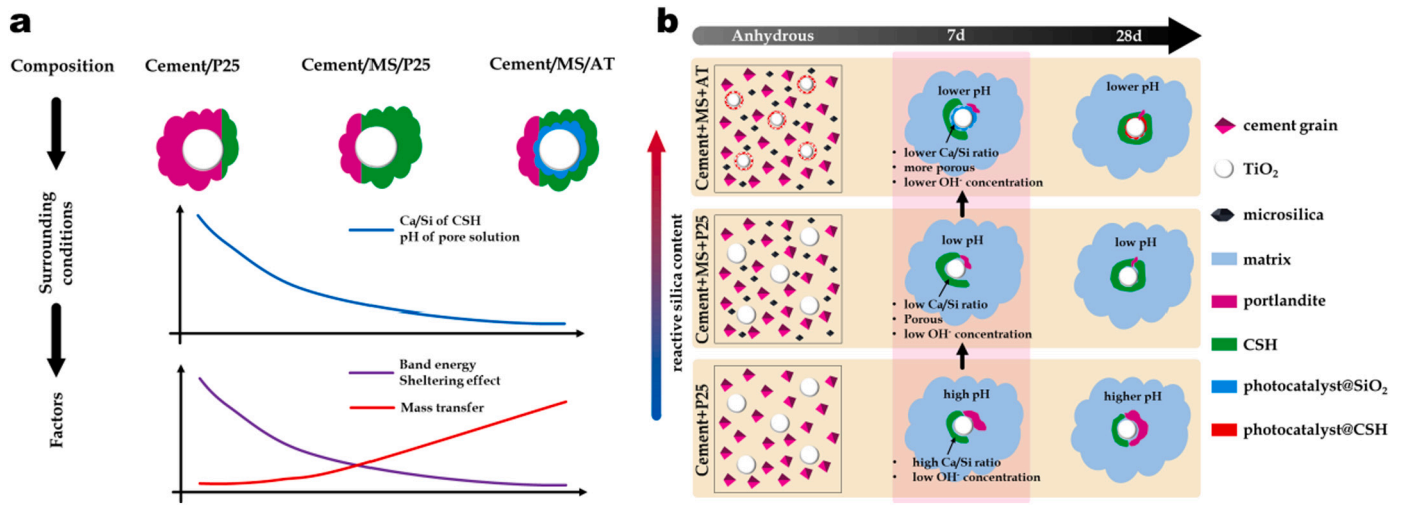 a
Composition
Cement/P25
Cement/MS/P25
Cement/MS/AT
Surrounding
conditions
Factors
Ca/Si of CSH
pH of pore solution
Band energy
Sheltering effect
Mass transfer
b
Anhydrous
7d
28d
reactive silica content
Cement+MS+AT
lower pH
• lower Ca/Si ratio
• more porous
• lower OH⁻ concentration
lower pH
Cement+MS+P25
low pH
• low Ca/Si ratio
• Porous
• low OH⁻ concentration
low pH
Cement+P25
high pH
• high Ca/Si ratio
• low OH⁻ concentration
higher pH
cement grain
TiO₂
microsilica
matrix
portlandite
CSH
photocatalyst@SiO₂
photocatalyst@CSH